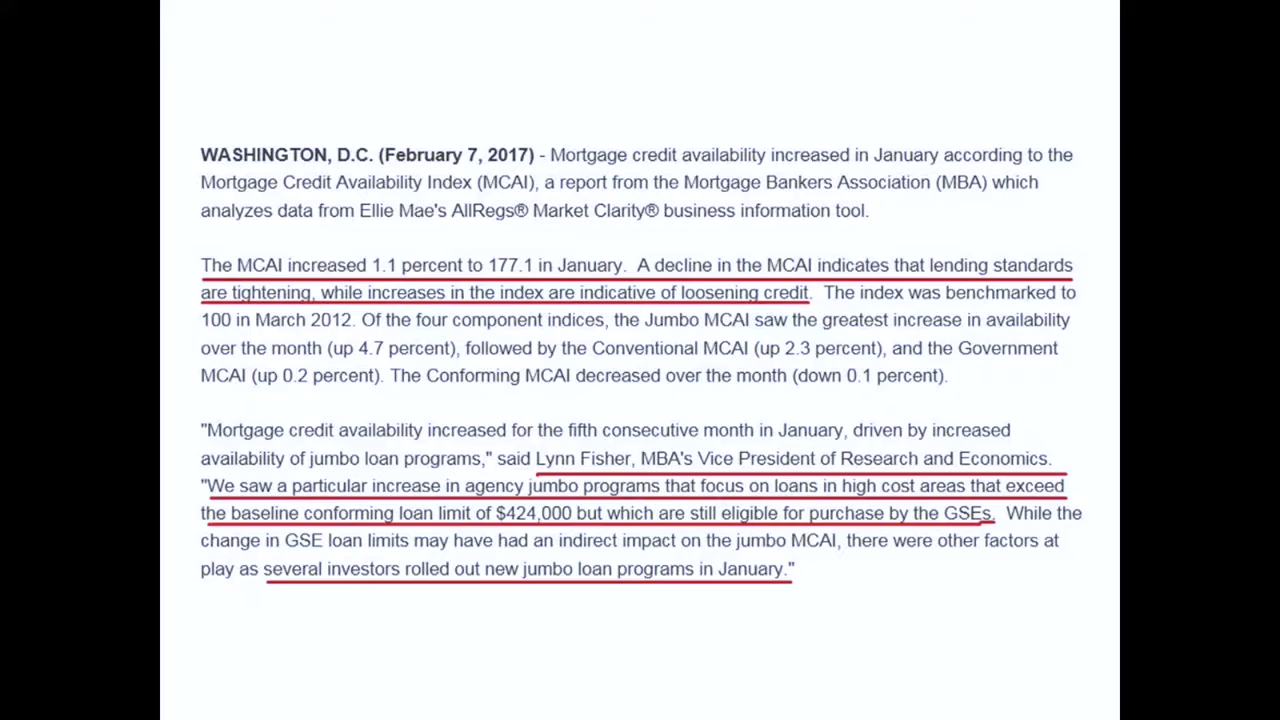 WASHINGTON, D.C. (February 7, 2017) - Mortgage credit availability increased in January according to the
Mortgage Credit Availability Index (MCAI), a report from the Mortgage Bankers Association (MBA) which
analyzes data from Ellie Mae's AllRegs® Market Clarity® business information tool.
The MCAI increased 1.1 percent to 177.1 in January.  A decline in the MCAI indicates that lending standards
are tightening, while increases in the index are indicative of loosening credit.  The index was benchmarked to
100 in March 2012. Of the four component indices, the Jumbo MCAI saw the greatest increase in availability
over the month (up 4.7 percent), followed by the Conventional MCAI (up 2.3 percent), and the Government
MCAI (up 0.2 percent). The Conforming MCAI decreased over the month (down 0.1 percent).
"Mortgage credit availability increased for the fifth consecutive month in January, driven by increased
availability of jumbo loan programs," said Lynn Fisher, MBA's Vice President of Research and Economics.
"We saw a particular increase in agency jumbo programs that focus on loans in high cost areas that exceed
the baseline conforming loan limit of $424,000 but which are still eligible for purchase by the GSEs.  While the
change in GSE loan limits may have had an indirect impact on the jumbo MCAI, there were other factors at
play as several investors rolled out new jumbo loan programs in January."